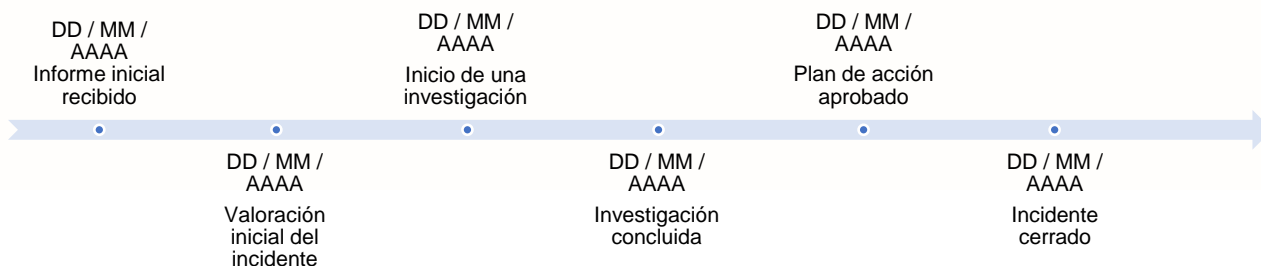 DD / MM /
AAAA
Informe inicial
recibido
DD / MM /
AAAA
Valoración
inicial del
incidente
DD / MM /
AAAA
Inicio de una
investigación
DD / MM /
AAAA
Investigación
concluida
DD / MM /
AAAA
Plan de acción
aprobado
DD / MM /
AAAA
Incidente
cerrado